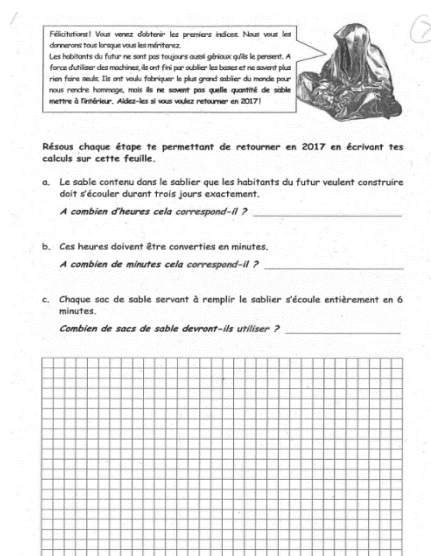 Félicitations! Vous venez d'obtenir les premiers indices. Nous vous les
donnerons tous lorsque vous les mériterez.
Les habitants du futur ne sont pas toujours aussi géniaux qu'ils le pensent. A
force d'utiliser des machines, ils ont fini par oublier les bases et ne savent plus
rien faire seuls. Ils ont voulu fabriquer le plus grand sablier du monde pour
nous rendre hommage, mais ils ne savent pas quelle quantité de sable
mettre à l'intérieur. Aidez-les si vous voulez retourner en 2017!
Résous chaque étape te permettant de retourner en 2017 en écrivant tes
calculs sur cette feuille.
a. Le sable contenu dans le sablier que les habitants du futur veulent construire
doit s'écouler durant trois jours exactement.
A combien d'heures cela correspond-il ?
b. Ces heures doivent être converties en minutes.
A combien de minutes cela correspond-il ?
c. Chaque sac de sable servant à remplir le sablier s'écoule entièrement en 6
minutes.
Combien de sacs de sable devront-ils utiliser ?